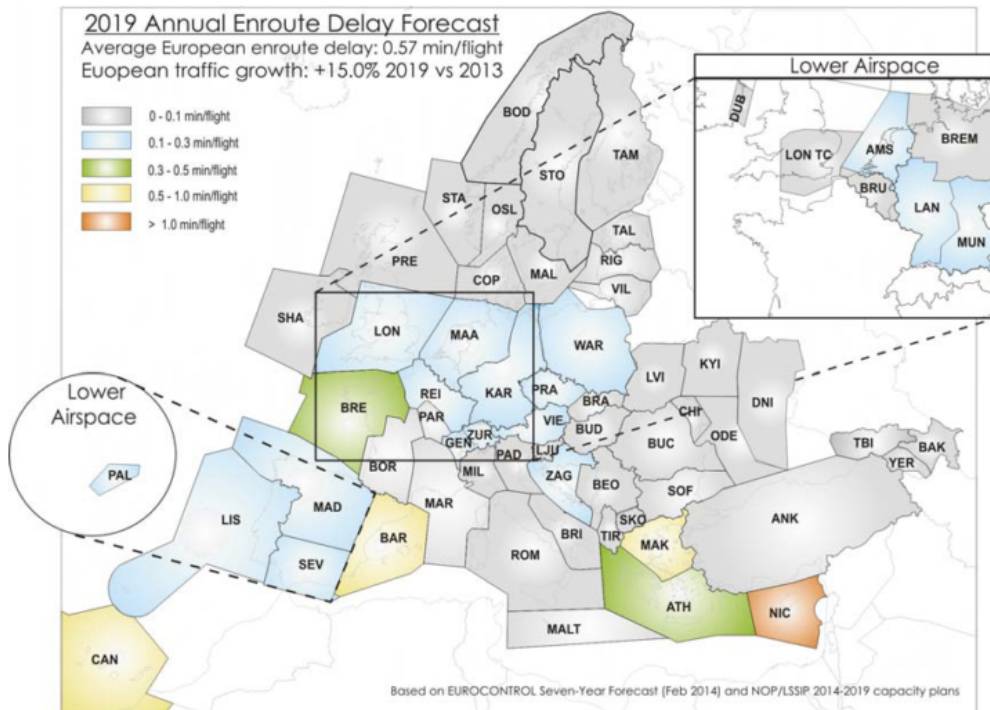 2019 Annual Enroute Delay Forecast
Average European enroute delay: 0.57 min/flight
Euopean traffic growth: +15.0% 2019 vs 2013
0 - 0.1 min/flight
0.1 - 0.3 min/flight
0.3 - 0.5 min/flight
0.5 - 1.0 min/flight
> 1.0 min/flight
Lower Airspace
DUB
LON TC
AMS
BREM
BRU
LAN
MUN
BOD
STO
TAM
STA
OSL
TAL
PRE
COP
MAL
RIG
VIL
SHA
LON
MAA
WAR
KYI
LVI
DNI
REI
KAR
PRA
BRE
PAR
BRA
CHI
VIE
BUD
ZUR
GEN
LJU
BUC
ODE
Lower
Airspace
PAL
BOR
MIL
PAD
ZAG
BEO
TBI
BAK
YER
MAD
MAR
SOF
LIS
SKO
ANK
BAR
BRI
TIR
MAK
SEV
ROM
ATH
NIC
MALT
CAN
Based on EUROCONTROL Seven-Year Forecast (Feb 2014) and NOP/LSSIP 2014-2019 capacity plans